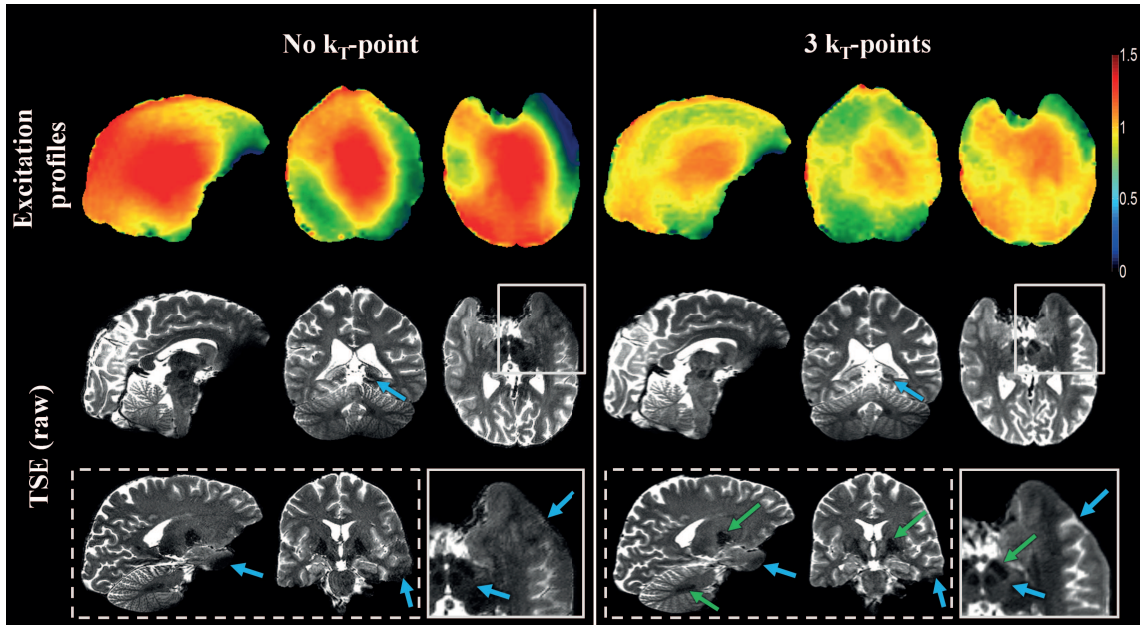 No kT-point
3 kT-points
Excitation
profiles
1.5
1
0.5
0
TSE (raw)